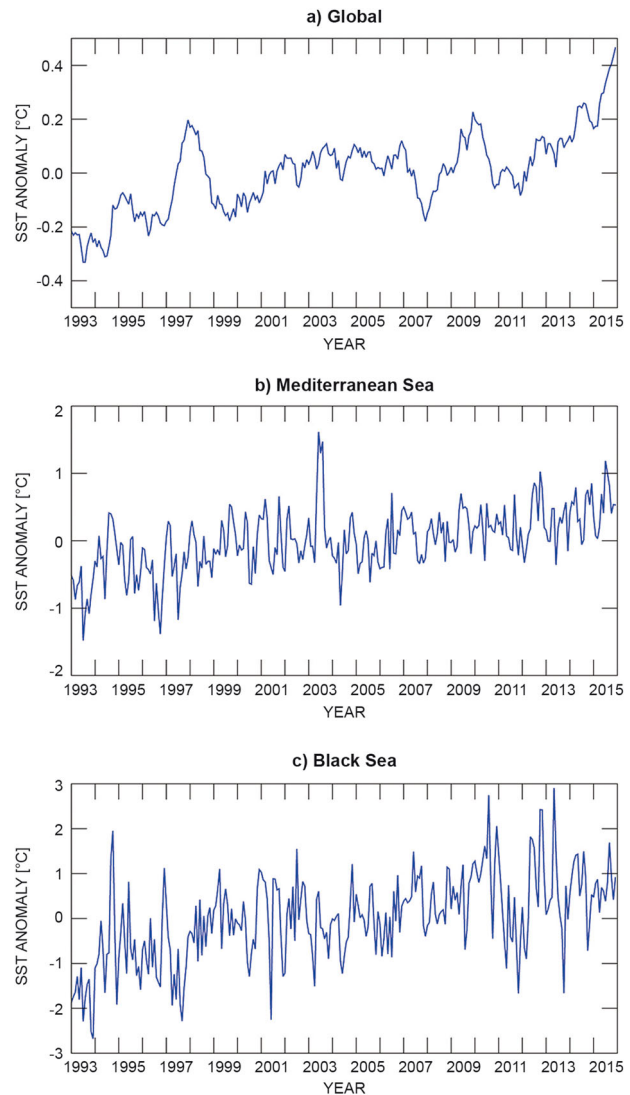 a) Global
SST ANOMALY [°C]
0.4
0.2
0.0
-0.2
-0.4
1993 1995 1997 1999 2001 2003 2005 2007 2009 2011 2013 2015
YEAR
b) Mediterranean Sea
SST ANOMALY [°C]
2
1
0
-1
-2
1993 1995 1997 1999 2001 2003 2005 2007 2009 2011 2013 2015
YEAR
c) Black Sea
SST ANOMALY [°C]
3
2
1
0
-1
-2
-3
1993 1995 1997 1999 2001 2003 2005 2007 2009 2011 2013 2015
YEAR